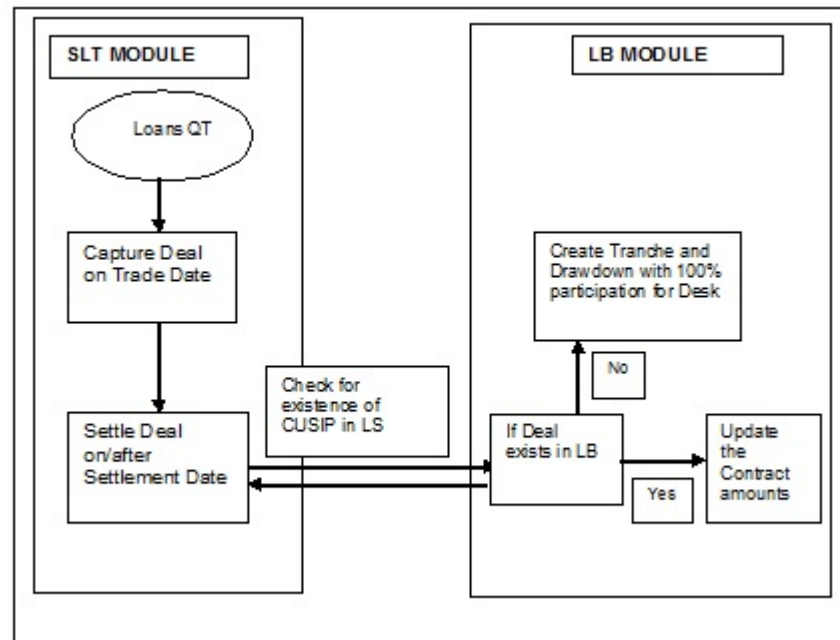 SLT MODULE
Loans QT
Capture Deal
on Trade Date
Settle Deal
on/after
Settlement Date
Check for
existence of
CUSIP in LS
LB MODULE
Create Tranche and
Drawdown with 100%
participation for Desk
No
If Deal
exists in LB
Yes
Update
the
Contract
amounts